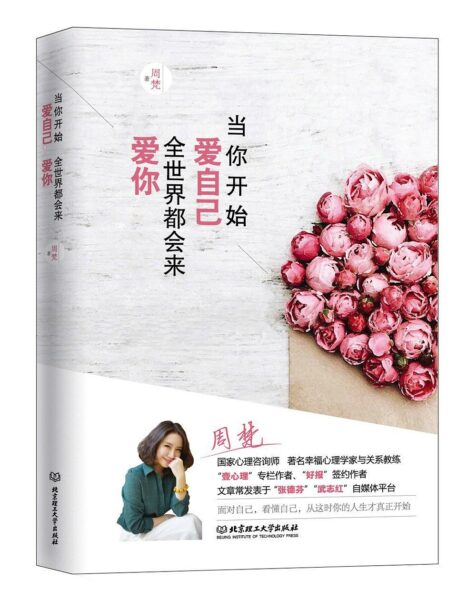 当你开始
爱自己
全世界都会来
爱你
周梵 著
当你开始
爱自己
全世界都会来
爱你
周梵 著
周梵
国家心理咨询师 著名幸福心理学家与关系教练
“壹心理”专栏作者、“好报”签约作者
文章常发表于“张德芬”“武志红”自媒体平台
面对自己，看懂自己，从这时你的人生才真正开始
北京理工大学出版社
BEIJING INSTITUTE OF TECHNOLOGY PRESS
北京理工大学出版社